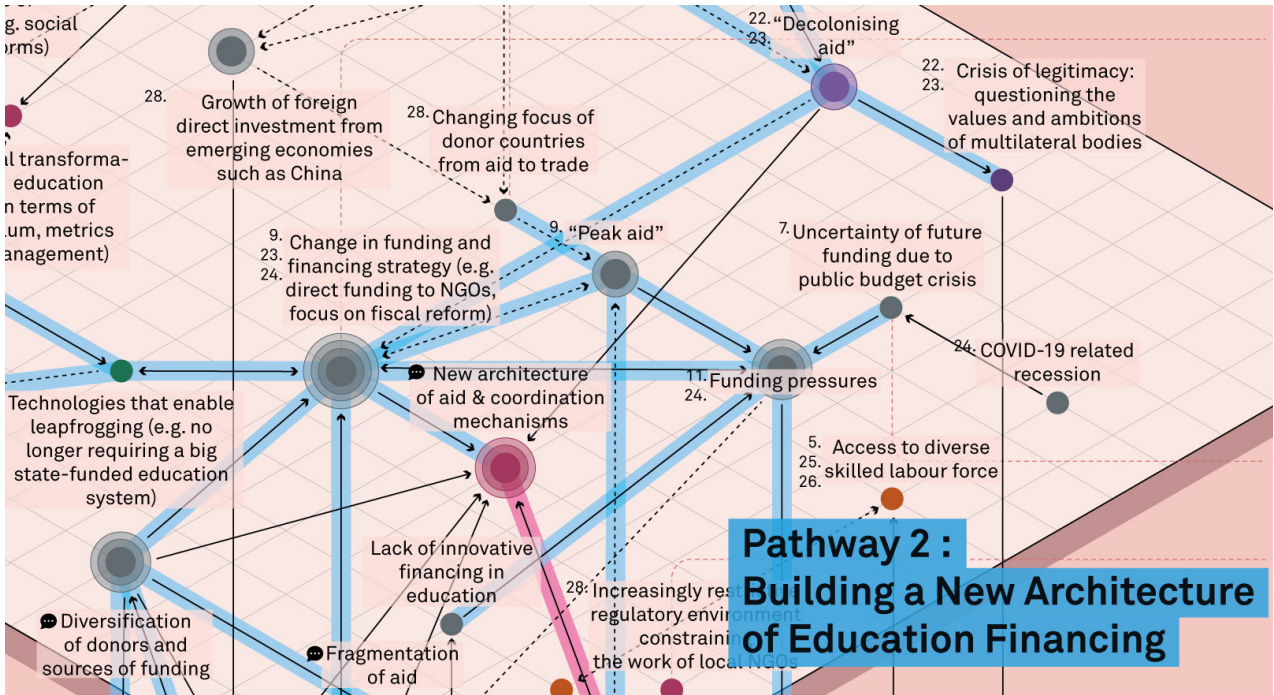 g. social
orms)
28.
Growth of foreign
direct investment from
emerging economies
such as China
28.
Changing focus of
donor countries
from aid to trade
22.
23.
“Decolonising
aid”
22.
23.
Crisis of legitimacy:
questioning the
values and ambitions
of multilateral bodies
al transforma-
education
n terms of
lum, metrics
anagement)
9.
23.
24.
Change in funding and
financing strategy (e.g.
direct funding to NGOs,
focus on fiscal reform)
9.
“Peak aid”
7.
Uncertainty of future
funding due to
public budget crisis
24.
COVID-19 related
recession
Technologies that enable
leapfrogging (e.g. no
longer requiring a big
state-funded education
system)
New architecture
of aid & coordination
mechanisms
11.
24.
Funding pressures
5.
25.
26.
Access to diverse
skilled labour force
Diversification
of donors and
sources of funding
Lack of innovative
financing in
education
Fragmentation
of aid
28.
Increasingly rest
regulatory environment
constrainin
the work of local NGOs
Pathway 2 :
Building a New Architecture
of Education Financing